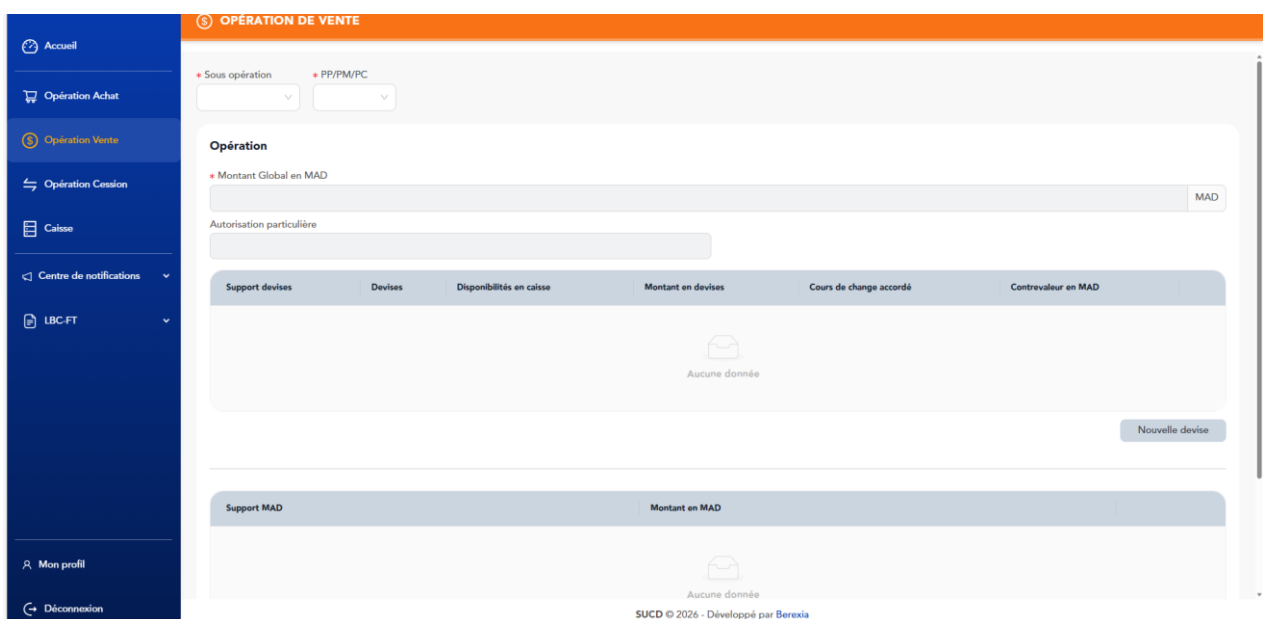 OPÉRATION DE VENTE
Accueil
Opération Achat
Opération Vente
Opération Cession
Caisse
Centre de notifications
LBC-FT
Mon profil
Déconnexion
* Sous opération * PP/PM/PC
Opération
* Montant Global en MAD
MAD
Autorisation particulière
Support devises Devises Disponibilités en caisse Montant en devises Cours de change accordé Contrevaleur en MAD
Aucune donnée
Nouvelle devise
Support MAD Montant en MAD
Aucune donnée
SUCD © 2026 - Développé par Berexia